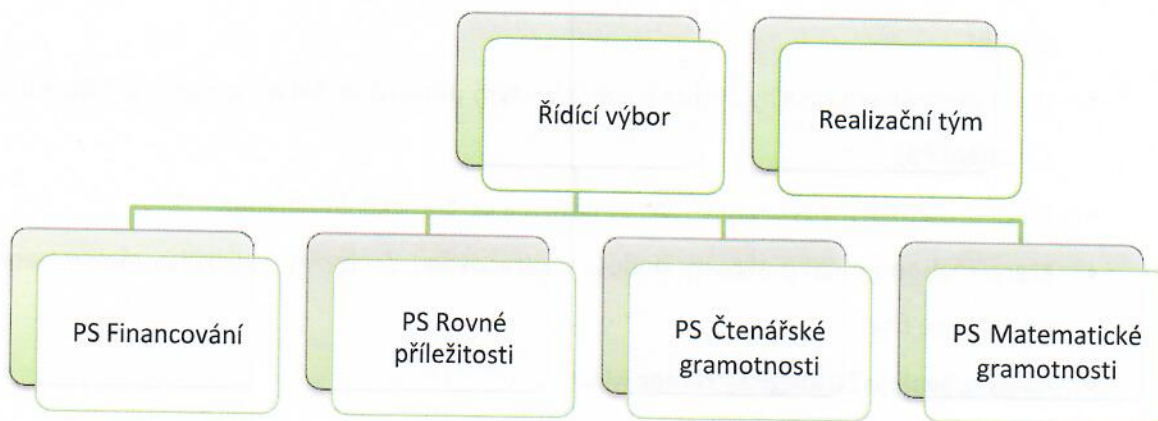 Řídící výbor
Realizační tým
PS Financování
PS Rovné
příležitosti
PS Čtenářské
gramotnosti
PS Matematické
gramotnosti